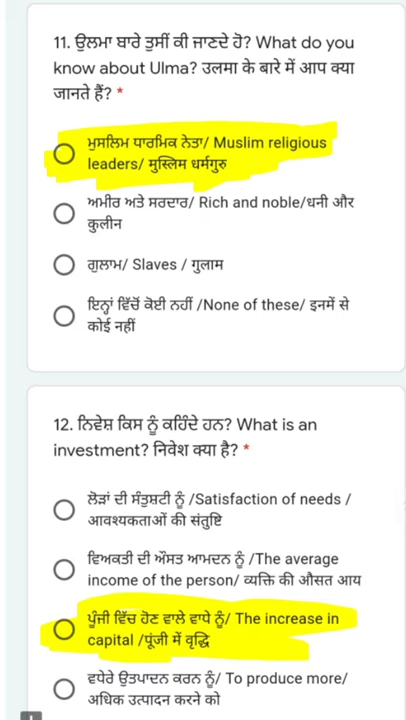 11. ਉਲਮਾ ਬਾਰੇ ਤੁਸੀਂ ਕੀ ਜਾਣਦੇ ਹੋ? What do you
know about Ulma? उलमा के बारे में आप क्या
जानते हैं? *
ਮੁਸਲਿਮ ਧਾਰਮਿਕ ਨੇਤਾ/ Muslim religious
leaders/ मुस्लिम धर्मगुरु
ਅਮੀਰ ਅਤੇ ਸਰਦਾਰ/ Rich and noble/धनी और
कुलीन
ਗੁਲਾਮ/ Slaves / गुलाम
ਇਨ੍ਹਾਂ ਵਿੱਚੋਂ ਕੋਈ ਨਹੀਂ /None of these/ इनमें से
कोई नहीं
12. ਨਿਵੇਸ਼ ਕਿਸ ਨੂੰ ਕਹਿੰਦੇ ਹਨ? What is an
investment? निवेश क्या है? *
ਲੋੜਾਂ ਦੀ ਸੰਤੁਸ਼ਟੀ ਨੂੰ /Satisfaction of needs /
आवश्यकताओं की संतुष्टि
ਵਿਅਕਤੀ ਦੀ ਔਸਤ ਆਮਦਨ ਨੂੰ /The average
income of the person/ व्यक्ति की औसत आय
ਪੂੰਜੀ ਵਿੱਚ ਹੋਣ ਵਾਲੇ ਵਾਧੇ ਨੂੰ/ The increase in
capital /पूंजी में वृद्धि
ਵਧੇਰੇ ਉਤਪਾਦਨ ਕਰਨ ਨੂੰ/ To produce more/
अधिक उत्पादन करने को